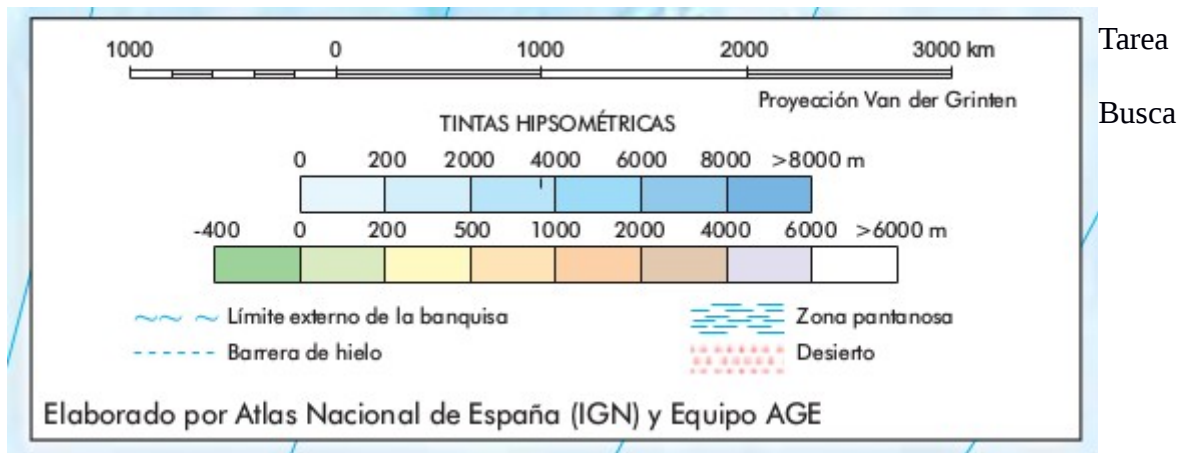 1000 0 1000 2000 3000 km
Tarea
Proyección Van der Grinten
Busca
TINTAS HIPSOMÉTRICAS
0 200 2000 4000 6000 8000 >8000 m
-400 0 200 500 1000 2000 4000 6000 >6000 m
Límite externo de la banquisa
Zona pantanosa
Barrera de hielo
Desierto
Elaborado por Atlas Nacional de España (IGN) y Equipo AGE